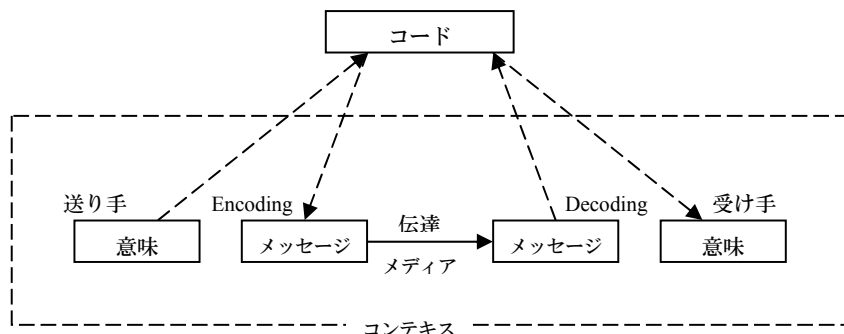 コード
送り手 Encoding Decoding 受け手
意味 メッセージ 伝達 メッセージ 意味
メディア
コンテキス